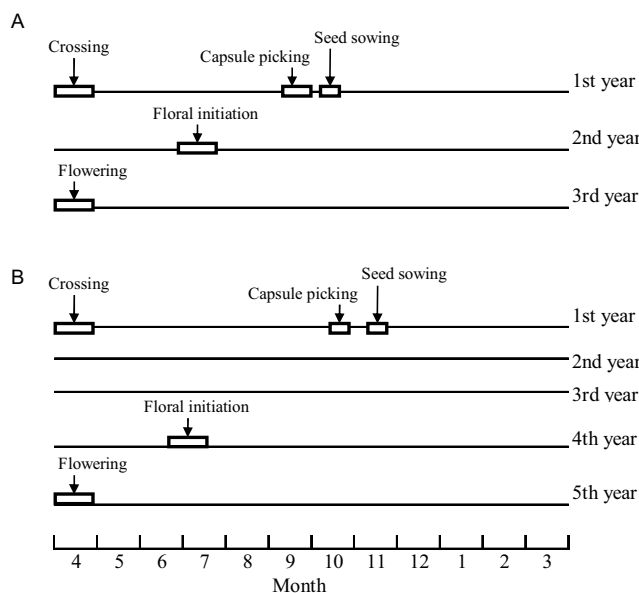 A
Crossing
Capsule picking
Seed sowing
1st year
Floral initiation
2nd year
Flowering
3rd year
B
Crossing
Capsule picking
Seed sowing
1st year
2nd year
3rd year
Floral initiation
4th year
Flowering
5th year
4 5 6 7 8 9 10 11 12 1 2 3
Month